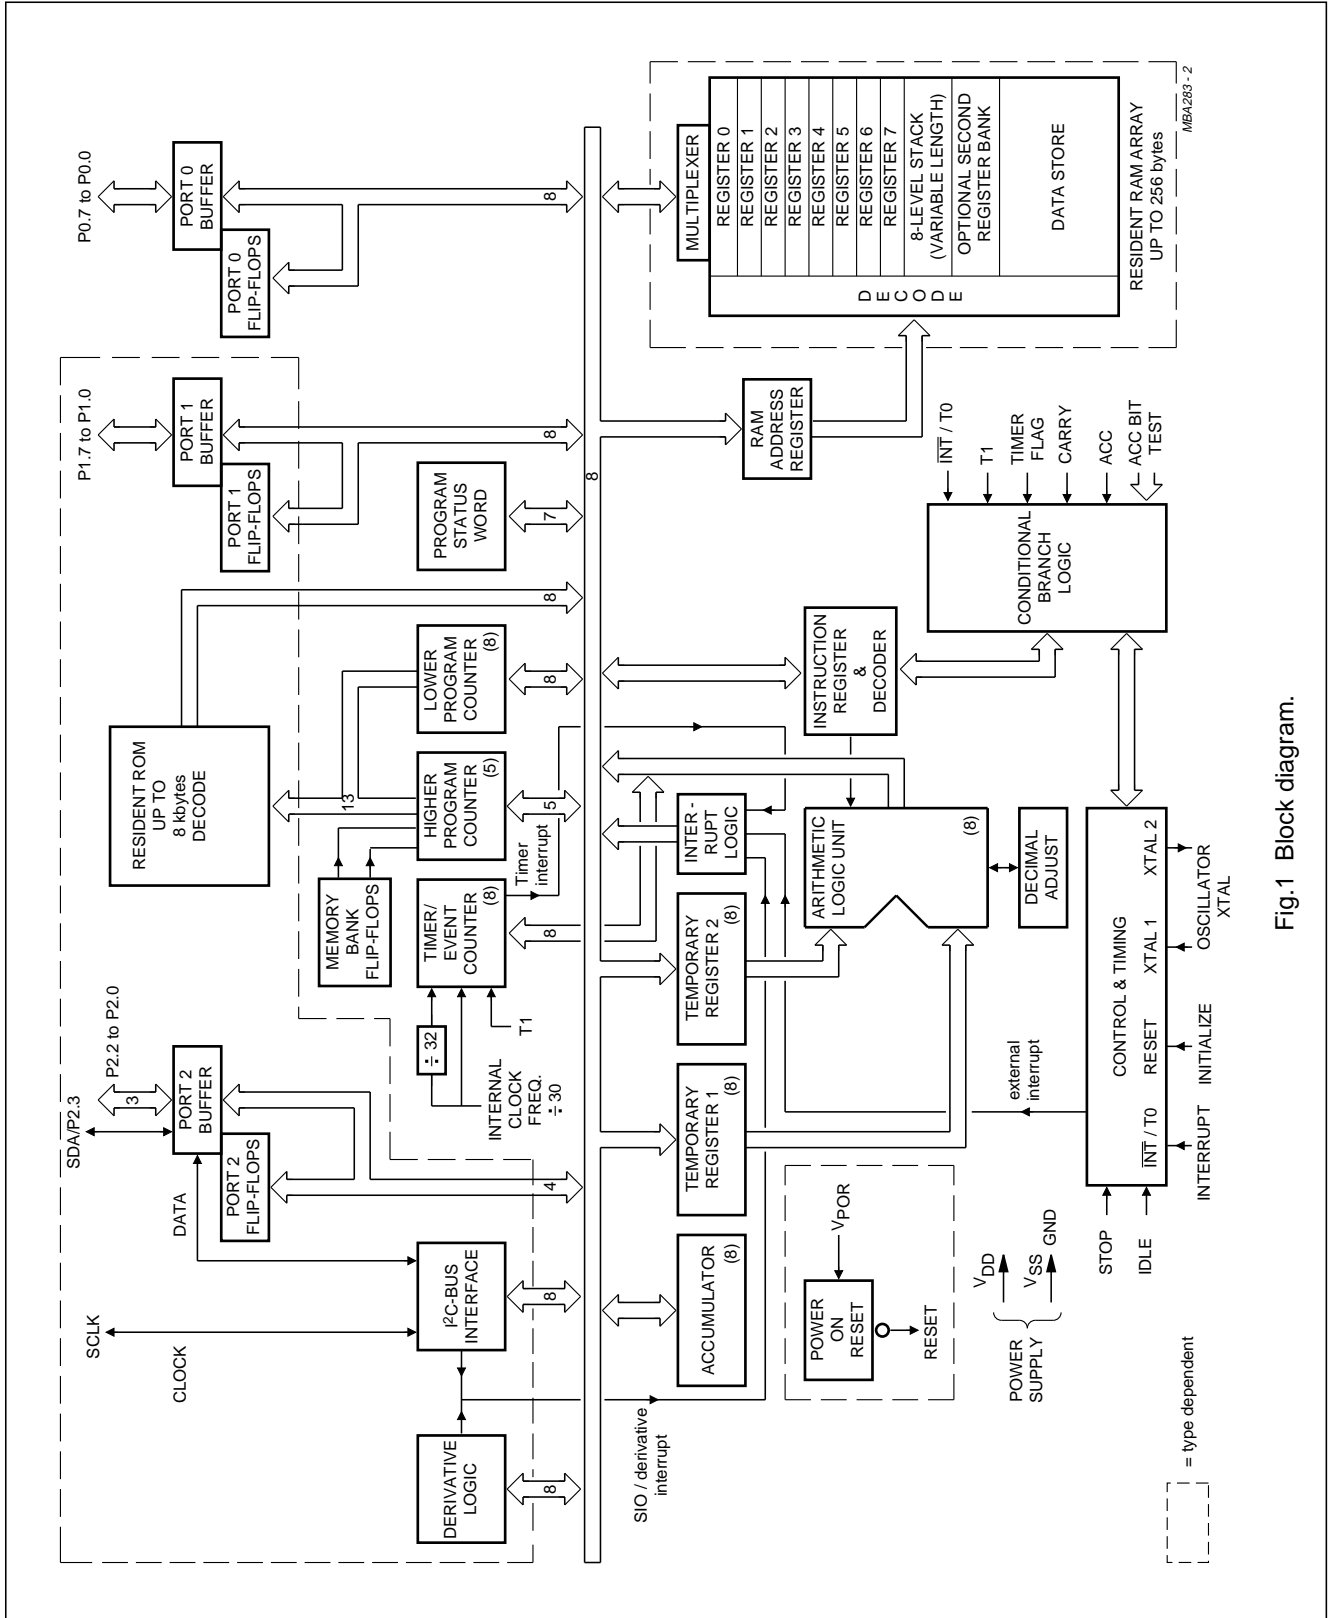 P0.7 to P0.0
PORT 0
BUFFER
PORT 0
FLIP-FLOPS
8
P1.7 to P1.0
PORT 1
BUFFER
PORT 1
FLIP-FLOPS
8
PROGRAM
STATUS
WORD
7
RESIDENT ROM
UP TO
8 kbytes
DECODE
8
LOWER
PROGRAM
COUNTER
(8)
8
13
HIGHER
PROGRAM
COUNTER
(5)
5
MEMORY
BANK
FLIP-FLOPS
TIMER/
EVENT
COUNTER
(8)
Timer
interrupt
8
÷ 32
T1
INTERNAL
CLOCK
FREQ.
÷ 30
P2.2 to P2.0
3
SDA/P2.3
PORT 2
BUFFER
PORT 2
FLIP-FLOPS
4
DATA
SCLK
CLOCK
I²C-BUS
INTERFACE
8
DERIVATIVE
LOGIC
8
8
MULTIPLEXER
REGISTER 0
REGISTER 1
REGISTER 2
REGISTER 3
REGISTER 4
REGISTER 5
REGISTER 6
REGISTER 7
8-LEVEL STACK
(VARIABLE LENGTH)
OPTIONAL SECOND
REGISTER BANK
DATA STORE
DECODE
RESIDENT RAM ARRAY
UP TO 256 bytes
MBA283 - 2
RAM
ADDRESS
REGISTER
INT / T0
T1
TIMER
FLAG
CARRY
ACC
ACC BIT
TEST
CONDITIONAL
BRANCH
LOGIC
INSTRUCTION
REGISTER
&
DECODER
INTER -
RUPT
LOGIC
ARITHMETIC
LOGIC UNIT
(8)
DECIMAL
ADJUST
TEMPORARY
REGISTER 2
(8)
TEMPORARY
REGISTER 1
(8)
ACCUMULATOR
(8)
SIO / derivative
interrupt
external
interrupt
CONTROL & TIMING
INT / T0
RESET
XTAL 1
XTAL 2
INTERRUPT
INITIALIZE
OSCILLATOR
XTAL
STOP
IDLE
POWER
ON
RESET
VPOR
RESET
POWER
SUPPLY
VDD
VSS
GND
= type dependent
Fig.1 Block diagram.